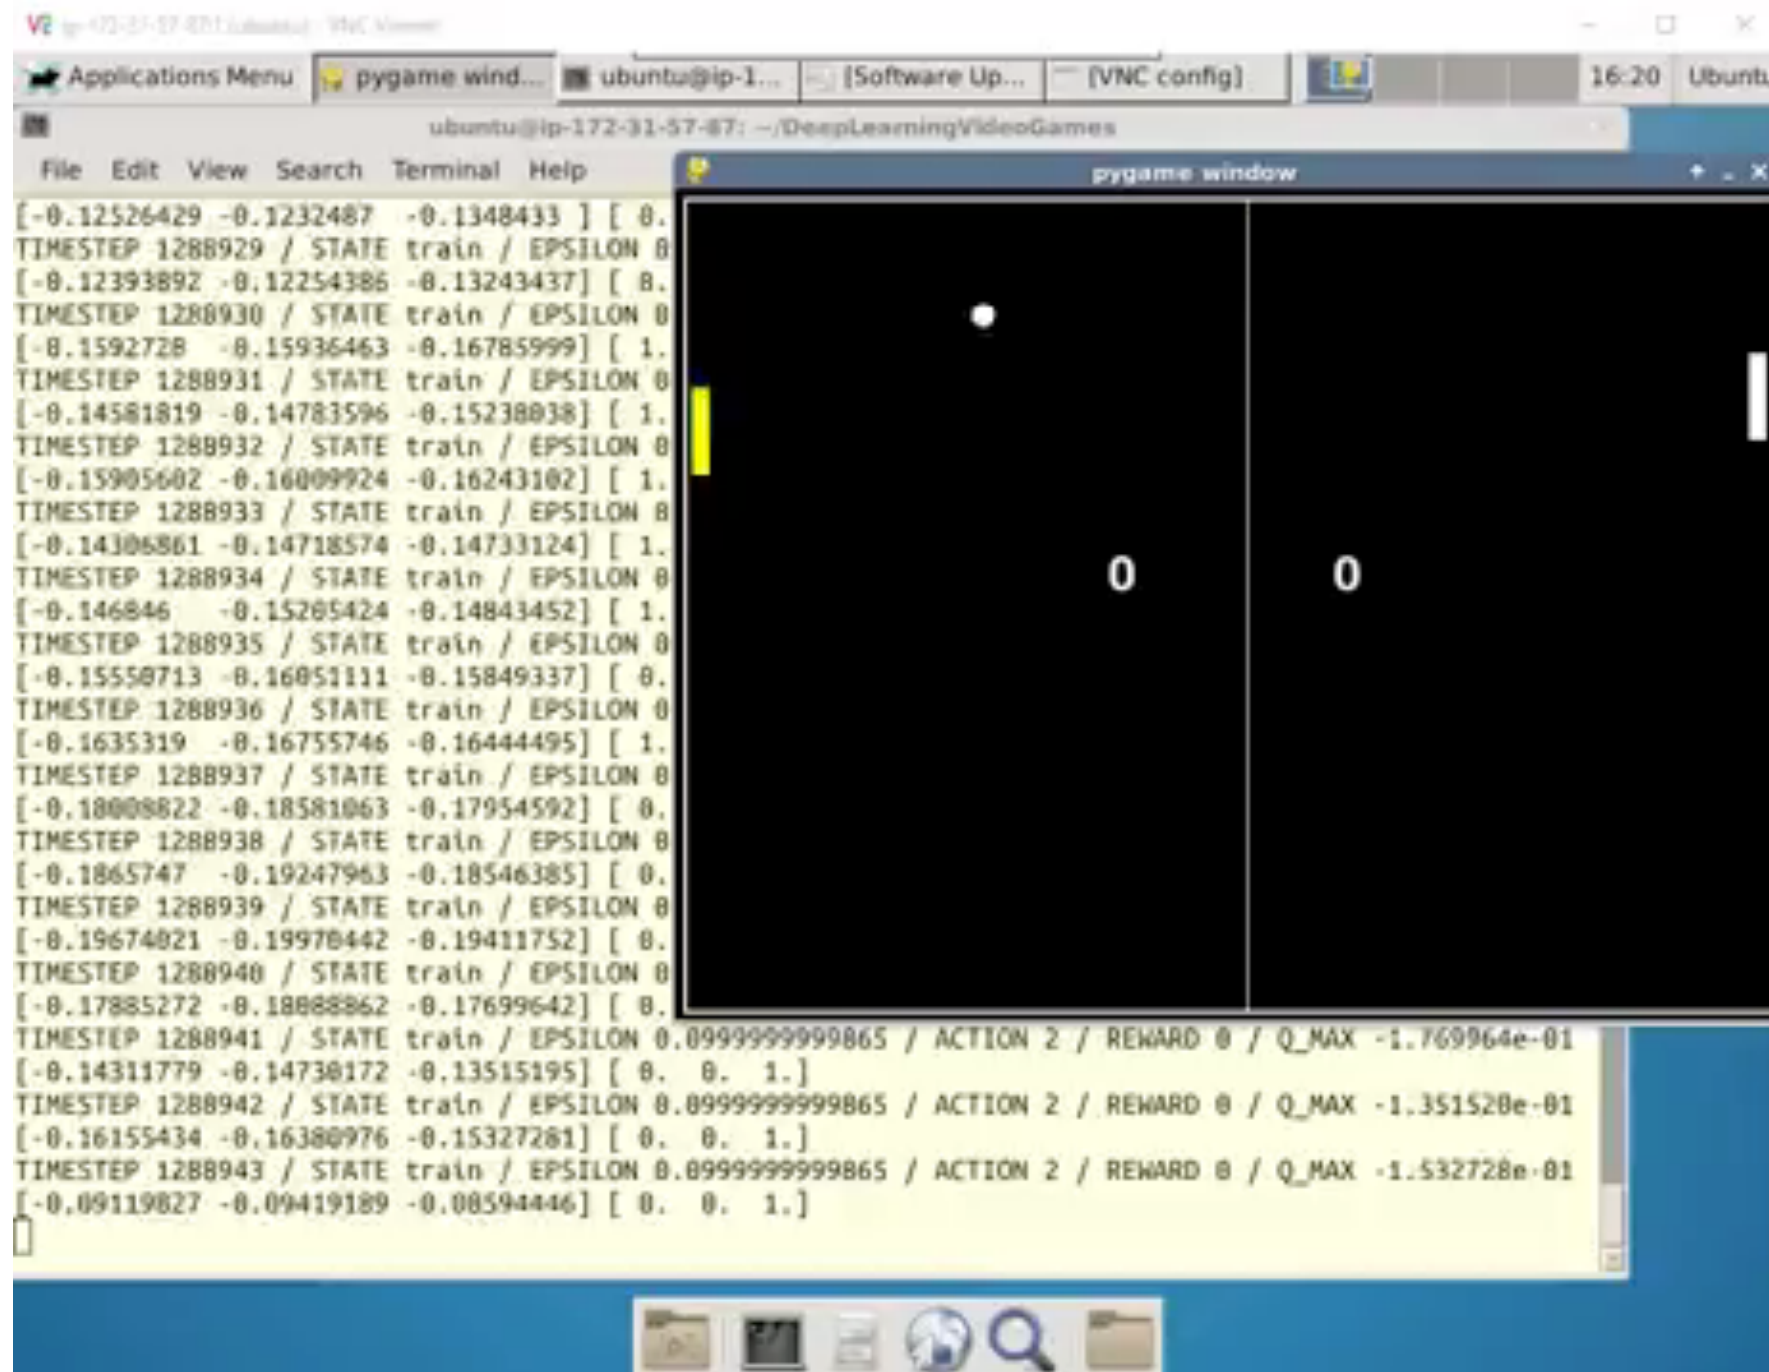 VNC Viewer
Applications Menu pygame wind... ubuntu@ip-1... [Software Up... [VNC config] 16:20 Ubuntu
ubuntu@ip-172-31-57-87: ~/DeepLearningVideoGames
File Edit View Search Terminal Help
pygame window
[-0.12526429 -0.1232487 -0.1348433 ] [ 0.
TIMESTEP 1288929 / STATE train / EPSILON 0
[-0.12393892 -0.12254386 -0.13243437] [ 0.
TIMESTEP 1288930 / STATE train / EPSILON 0
[-0.1592728 -0.15936463 -0.16785999] [ 1.
TIMESTEP 1288931 / STATE train / EPSILON 0
[-0.14581819 -0.14783596 -0.15238038] [ 1.
TIMESTEP 1288932 / STATE train / EPSILON 0
[-0.15905602 -0.16009924 -0.16243102] [ 1.
TIMESTEP 1288933 / STATE train / EPSILON 0
[-0.14306861 -0.14718574 -0.14733124] [ 1.
TIMESTEP 1288934 / STATE train / EPSILON 0
[-0.146846 -0.15205424 -0.14843452] [ 1.
TIMESTEP 1288935 / STATE train / EPSILON 0
[-0.15550713 -0.16051111 -0.15849337] [ 0.
TIMESTEP 1288936 / STATE train / EPSILON 0
[-0.1635319 -0.16755746 -0.16444495] [ 1.
TIMESTEP 1288937 / STATE train / EPSILON 0
[-0.18008822 -0.18581063 -0.17954592] [ 0.
TIMESTEP 1288938 / STATE train / EPSILON 0
[-0.1865747 -0.19247963 -0.18546385] [ 0.
TIMESTEP 1288939 / STATE train / EPSILON 0
[-0.19674021 -0.19970442 -0.19411752] [ 0.
TIMESTEP 1288940 / STATE train / EPSILON 0
[-0.17885272 -0.18088862 -0.17699642] [ 0.
0 0
TIMESTEP 1288941 / STATE train / EPSILON 0.0999999999865 / ACTION 2 / REWARD 0 / Q_MAX -1.769964e-01
[-0.14311779 -0.14730172 -0.13515195] [ 0. 0. 1.]
TIMESTEP 1288942 / STATE train / EPSILON 0.0999999999865 / ACTION 2 / REWARD 0 / Q_MAX -1.351520e-01
[-0.16155434 -0.16380976 -0.15327281] [ 0. 0. 1.]
TIMESTEP 1288943 / STATE train / EPSILON 0.0999999999865 / ACTION 2 / REWARD 0 / Q_MAX -1.532728e-01
[-0.09119827 -0.09419189 -0.08594446] [ 0. 0. 1.]